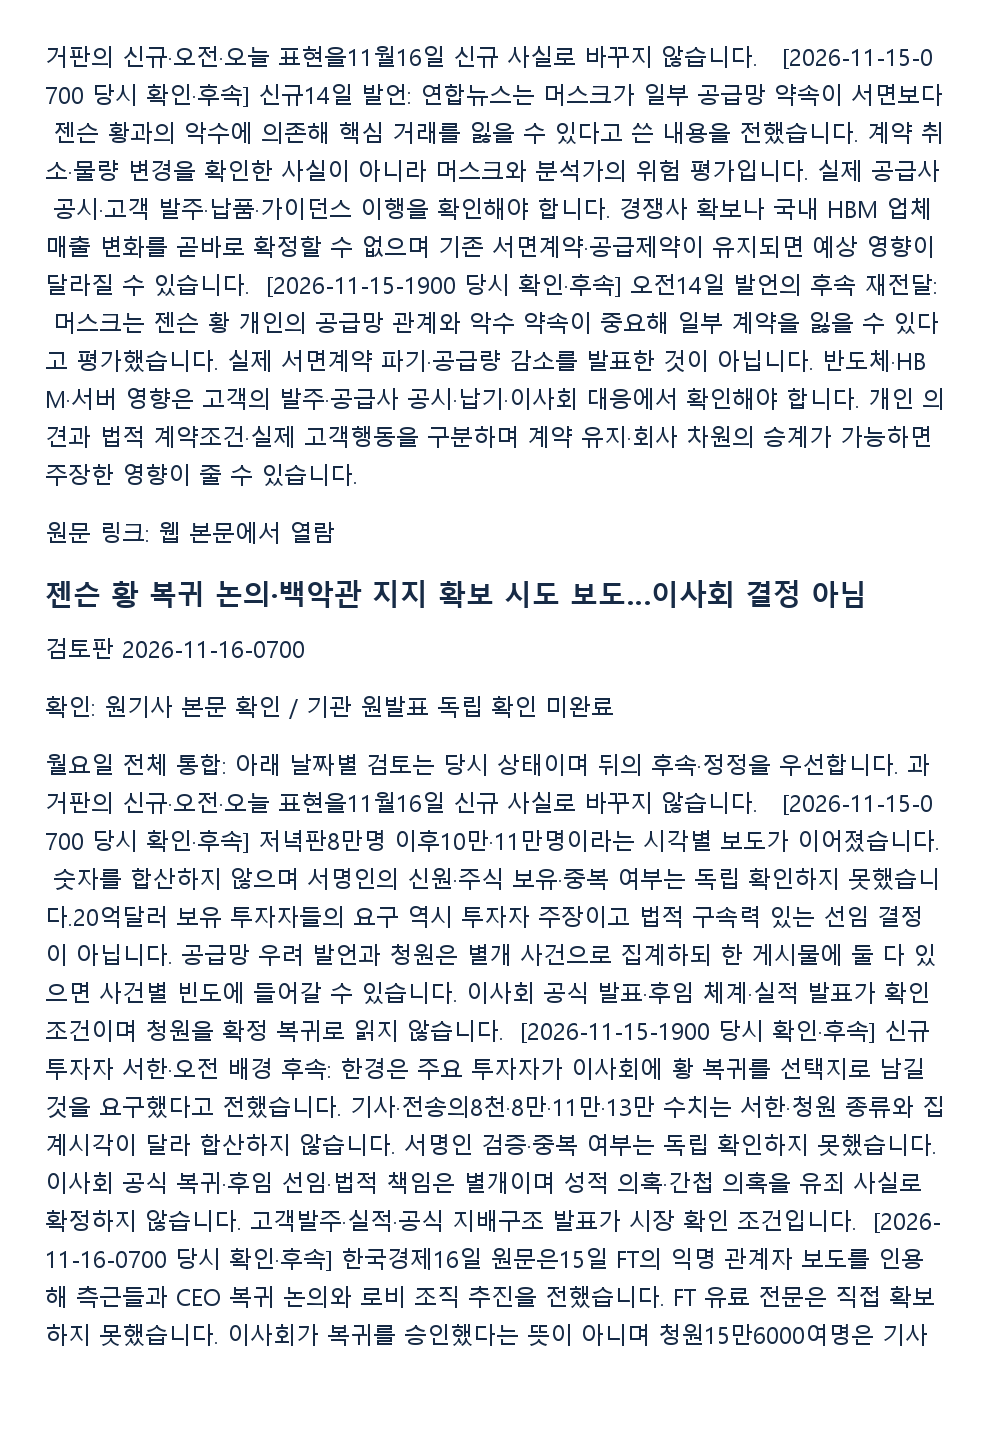 거판의 신규·오전·오늘 표현을11월16일 신규 사실로 바꾸지 않습니다. [2026-11-15-0
700 당시 확인·후속] 신규14일 발언: 연합뉴스는 머스크가 일부 공급망 약속이 서면보다
젠슨 황과의 악수에 의존해 핵심 거래를 잃을 수 있다고 쓴 내용을 전했습니다. 계약 취
소·물량 변경을 확인한 사실이 아니라 머스크와 분석가의 위험 평가입니다. 실제 공급사
공시·고객 발주·납품·가이던스 이행을 확인해야 합니다. 경쟁사 확보나 국내 HBM 업체
매출 변화를 곧바로 확정할 수 없으며 기존 서면계약·공급제약이 유지되면 예상 영향이
달라질 수 있습니다. [2026-11-15-1900 당시 확인·후속] 오전14일 발언의 후속 재전달:
머스크는 젠슨 황 개인의 공급망 관계와 악수 약속이 중요해 일부 계약을 잃을 수 있다
고 평가했습니다. 실제 서면계약 파기·공급량 감소를 발표한 것이 아닙니다. 반도체·HB
M·서버 영향은 고객의 발주·공급사 공시·납기·이사회 대응에서 확인해야 합니다. 개인 의
견과 법적 계약조건·실제 고객행동을 구분하며 계약 유지·회사 차원의 승계가 가능하면
주장한 영향이 줄 수 있습니다.
원문 링크: 웹 본문에서 열람
젠슨 황 복귀 논의·백악관 지지 확보 시도 보도…이사회 결정 아님
검토판 2026-11-16-0700
확인: 원기사 본문 확인 / 기관 원발표 독립 확인 미완료
월요일 전체 통합: 아래 날짜별 검토는 당시 상태이며 뒤의 후속·정정을 우선합니다. 과
거판의 신규·오전·오늘 표현을11월16일 신규 사실로 바꾸지 않습니다. [2026-11-15-0
700 당시 확인·후속] 저녁판8만명 이후10만·11만명이라는 시각별 보도가 이어졌습니다.
숫자를 합산하지 않으며 서명인의 신원·주식 보유·중복 여부는 독립 확인하지 못했습니
다.20억달러 보유 투자자들의 요구 역시 투자자 주장이고 법적 구속력 있는 선임 결정
이 아닙니다. 공급망 우려 발언과 청원은 별개 사건으로 집계하되 한 게시물에 둘 다 있
으면 사건별 빈도에 들어갈 수 있습니다. 이사회 공식 발표·후임 체계·실적 발표가 확인
조건이며 청원을 확정 복귀로 읽지 않습니다. [2026-11-15-1900 당시 확인·후속] 신규
투자자 서한·오전 배경 후속: 한경은 주요 투자자가 이사회에 황 복귀를 선택지로 남길
것을 요구했다고 전했습니다. 기사·전송의8천·8만·11만·13만 수치는 서한·청원 종류와 집
계시각이 달라 합산하지 않습니다. 서명인 검증·중복 여부는 독립 확인하지 못했습니다.
이사회 공식 복귀·후임 선임·법적 책임은 별개이며 성적 의혹·간첩 의혹을 유죄 사실로
확정하지 않습니다. 고객발주·실적·공식 지배구조 발표가 시장 확인 조건입니다. [2026-
11-16-0700 당시 확인·후속] 한국경제16일 원문은15일 FT의 익명 관계자 보도를 인용
해 측근들과 CEO 복귀 논의와 로비 조직 추진을 전했습니다. FT 유료 전문은 직접 확보
하지 못했습니다. 이사회가 복귀를 승인했다는 뜻이 아니며 청원15만6000여명은 기사